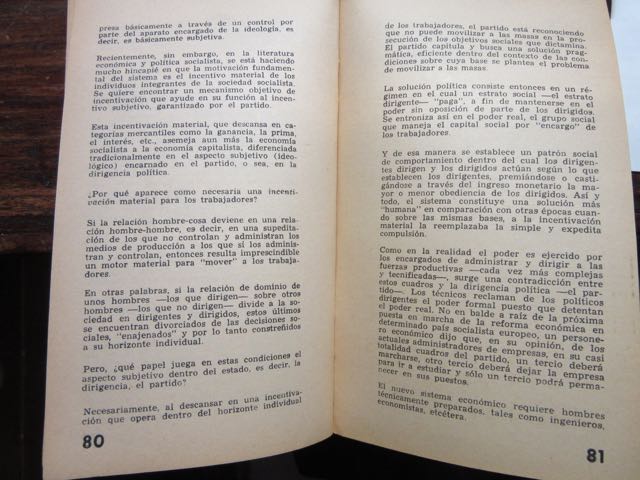 presa básicamente a través de un control por
parte del aparato encargado de la ideología, es
decir, es básicamente subjetiva.
Recientemente, sin embargo, en la literatura
económica y política socialista, se está haciendo
mucho hincapié en que la motivación fundamen-
tal del sistema es el incentivo material de los
individuos integrantes de la sociedad socialista.
Se quiere encontrar un mecanismo objetivo de
incentivación que ayude en su función al incen-
tivo subjetivo, garantizado por el partido.
Esta incentivación material, que descansa en ca-
tegorías mercantiles como la ganancia, la prima,
el interés, etc., asemeja aun más la economía
socialista a la economía capitalista, diferenciada
tradicionalmente en el aspecto subjetivo (ideo-
lógico) encarnado en el partido, o sea, en la
dirigencia política.
¿Por qué aparece como necesaria una incenti-
vación material para los trabajadores?
Si la relación hombre-cosa deviene en una rela-
ción hombre-hombre, es decir, en una supedita-
ción de los que no controlan y administran los
medios de producción a los que sí los adminis-
tran y controlan, entonces resulta imprescindible
un motor material para "mover" a los trabaja-
dores.
En otras palabras, si la relación de dominio de
unos hombres —los que dirigen— sobre otros
hombres —los que no dirigen— divide a la so-
ciedad en dirigentes y dirigidos, estos últimos
se encuentran divorciados de las decisiones so-
ciales, "enajenados" y por lo tanto constreñidos
a su horizonte individual.
Pero, ¿qué papel juega en estas condiciones el
aspecto subjetivo dentro del estado, es decir, la
dirigencia, el partido?
Necesariamente, al descansar en una incentiva-
ción que opera dentro del horizonte individual
80
de los trabajadores, el partido está reconociendo
que no puede movilizar a las masas en la pro-
secución de los objetivos sociales que dictamina.
El partido capitula y busca una solución prag-
mática, eficiente dentro del contexto de las con-
diciones sobre cuya base se plantea el problema
de movilizar a las masas.
La solución política consiste entonces en un ré-
gimen en el cual un estrato social —el estrato
dirigente— "paga", a fin de mantenerse en el
poder sin oposición de parte de los dirigidos.
Se entroniza así en el poder real, el grupo social
que maneja el capital social por "encargo" de
los trabajadores.
Y de esa manera se establece un patrón social
de comportamiento dentro del cual los dirigen-
tes dirigen y los dirigidos actúan según lo que
establecen los dirigentes, premiándose o casti-
gándose a través del ingreso monetario la ma-
yor o menor obediencia de los dirigidos. Así y
todo, el sistema constituye una solución más
"humana" en comparación con otras épocas cuan-
do sobre las mismas bases, a la incentivación
material la reemplazaba la simple y expedita
compulsión.
Como en la realidad el poder es ejercido por
los encargados de administrar y dirigir a las
fuerzas productivas —cada vez más complejas
y tecnificadas—, surge una contradicción entre
estos cuadros y la dirigencia política —el par-
tido—. Los técnicos reclaman de los políticos
dirigentes el poder formal puesto que detentan
el poder real. No en balde a raíz de la próxima
puesta en marcha de la reforma económica en
determinado país socialista europeo, un persone-
ro económico dijo que, en su opinión, de los
actuales administradores de empresas, en su casi
totalidad cuadros del partido, un tercio deberá
marcharse, otro tercio deberá dejar la empresa
para ir a estudiar y sólo un tercio podrá perma-
necer en sus puestos.
El nuevo sistema económico requiere hombres
técnicamente preparados, tales como ingenieros,
economistas, etcétera.
81